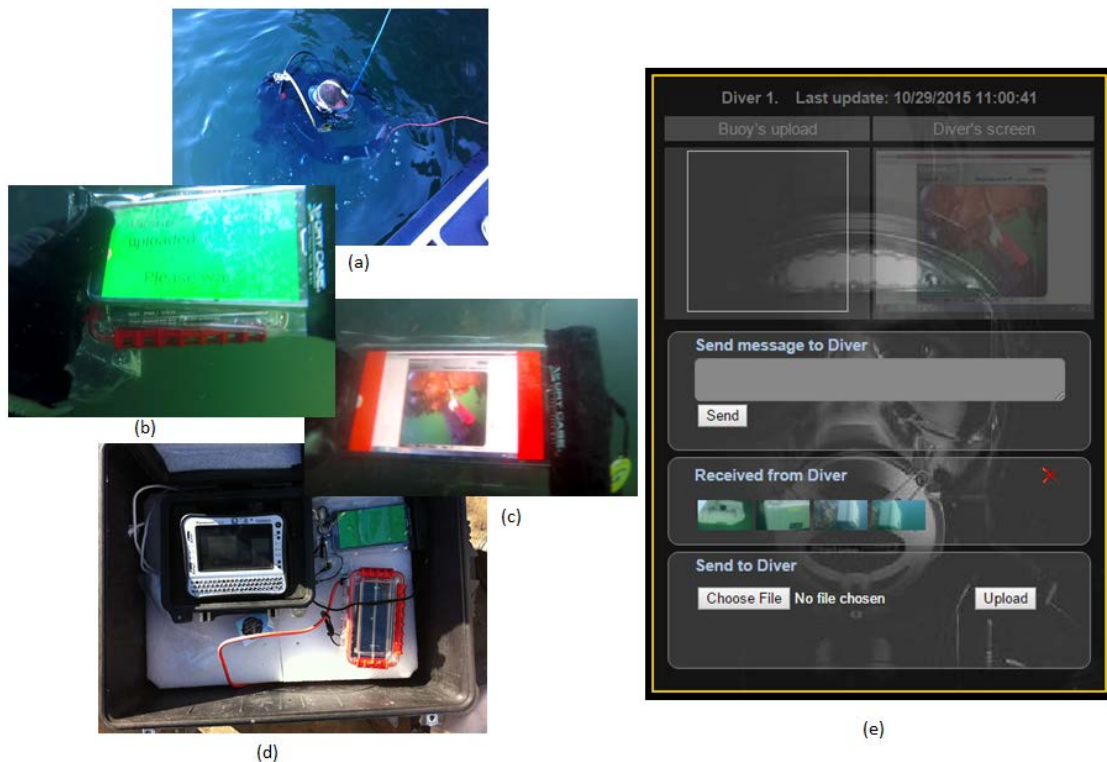 (a)
uploaded
Please wait
(b)
(c)
(d)
Diver 1. Last update: 10/29/2015 11:00:41
Buoy's upload Diver's screen
Send message to Diver
Send
Received from Diver
Send to Diver
Choose File No file chosen Upload
(e)